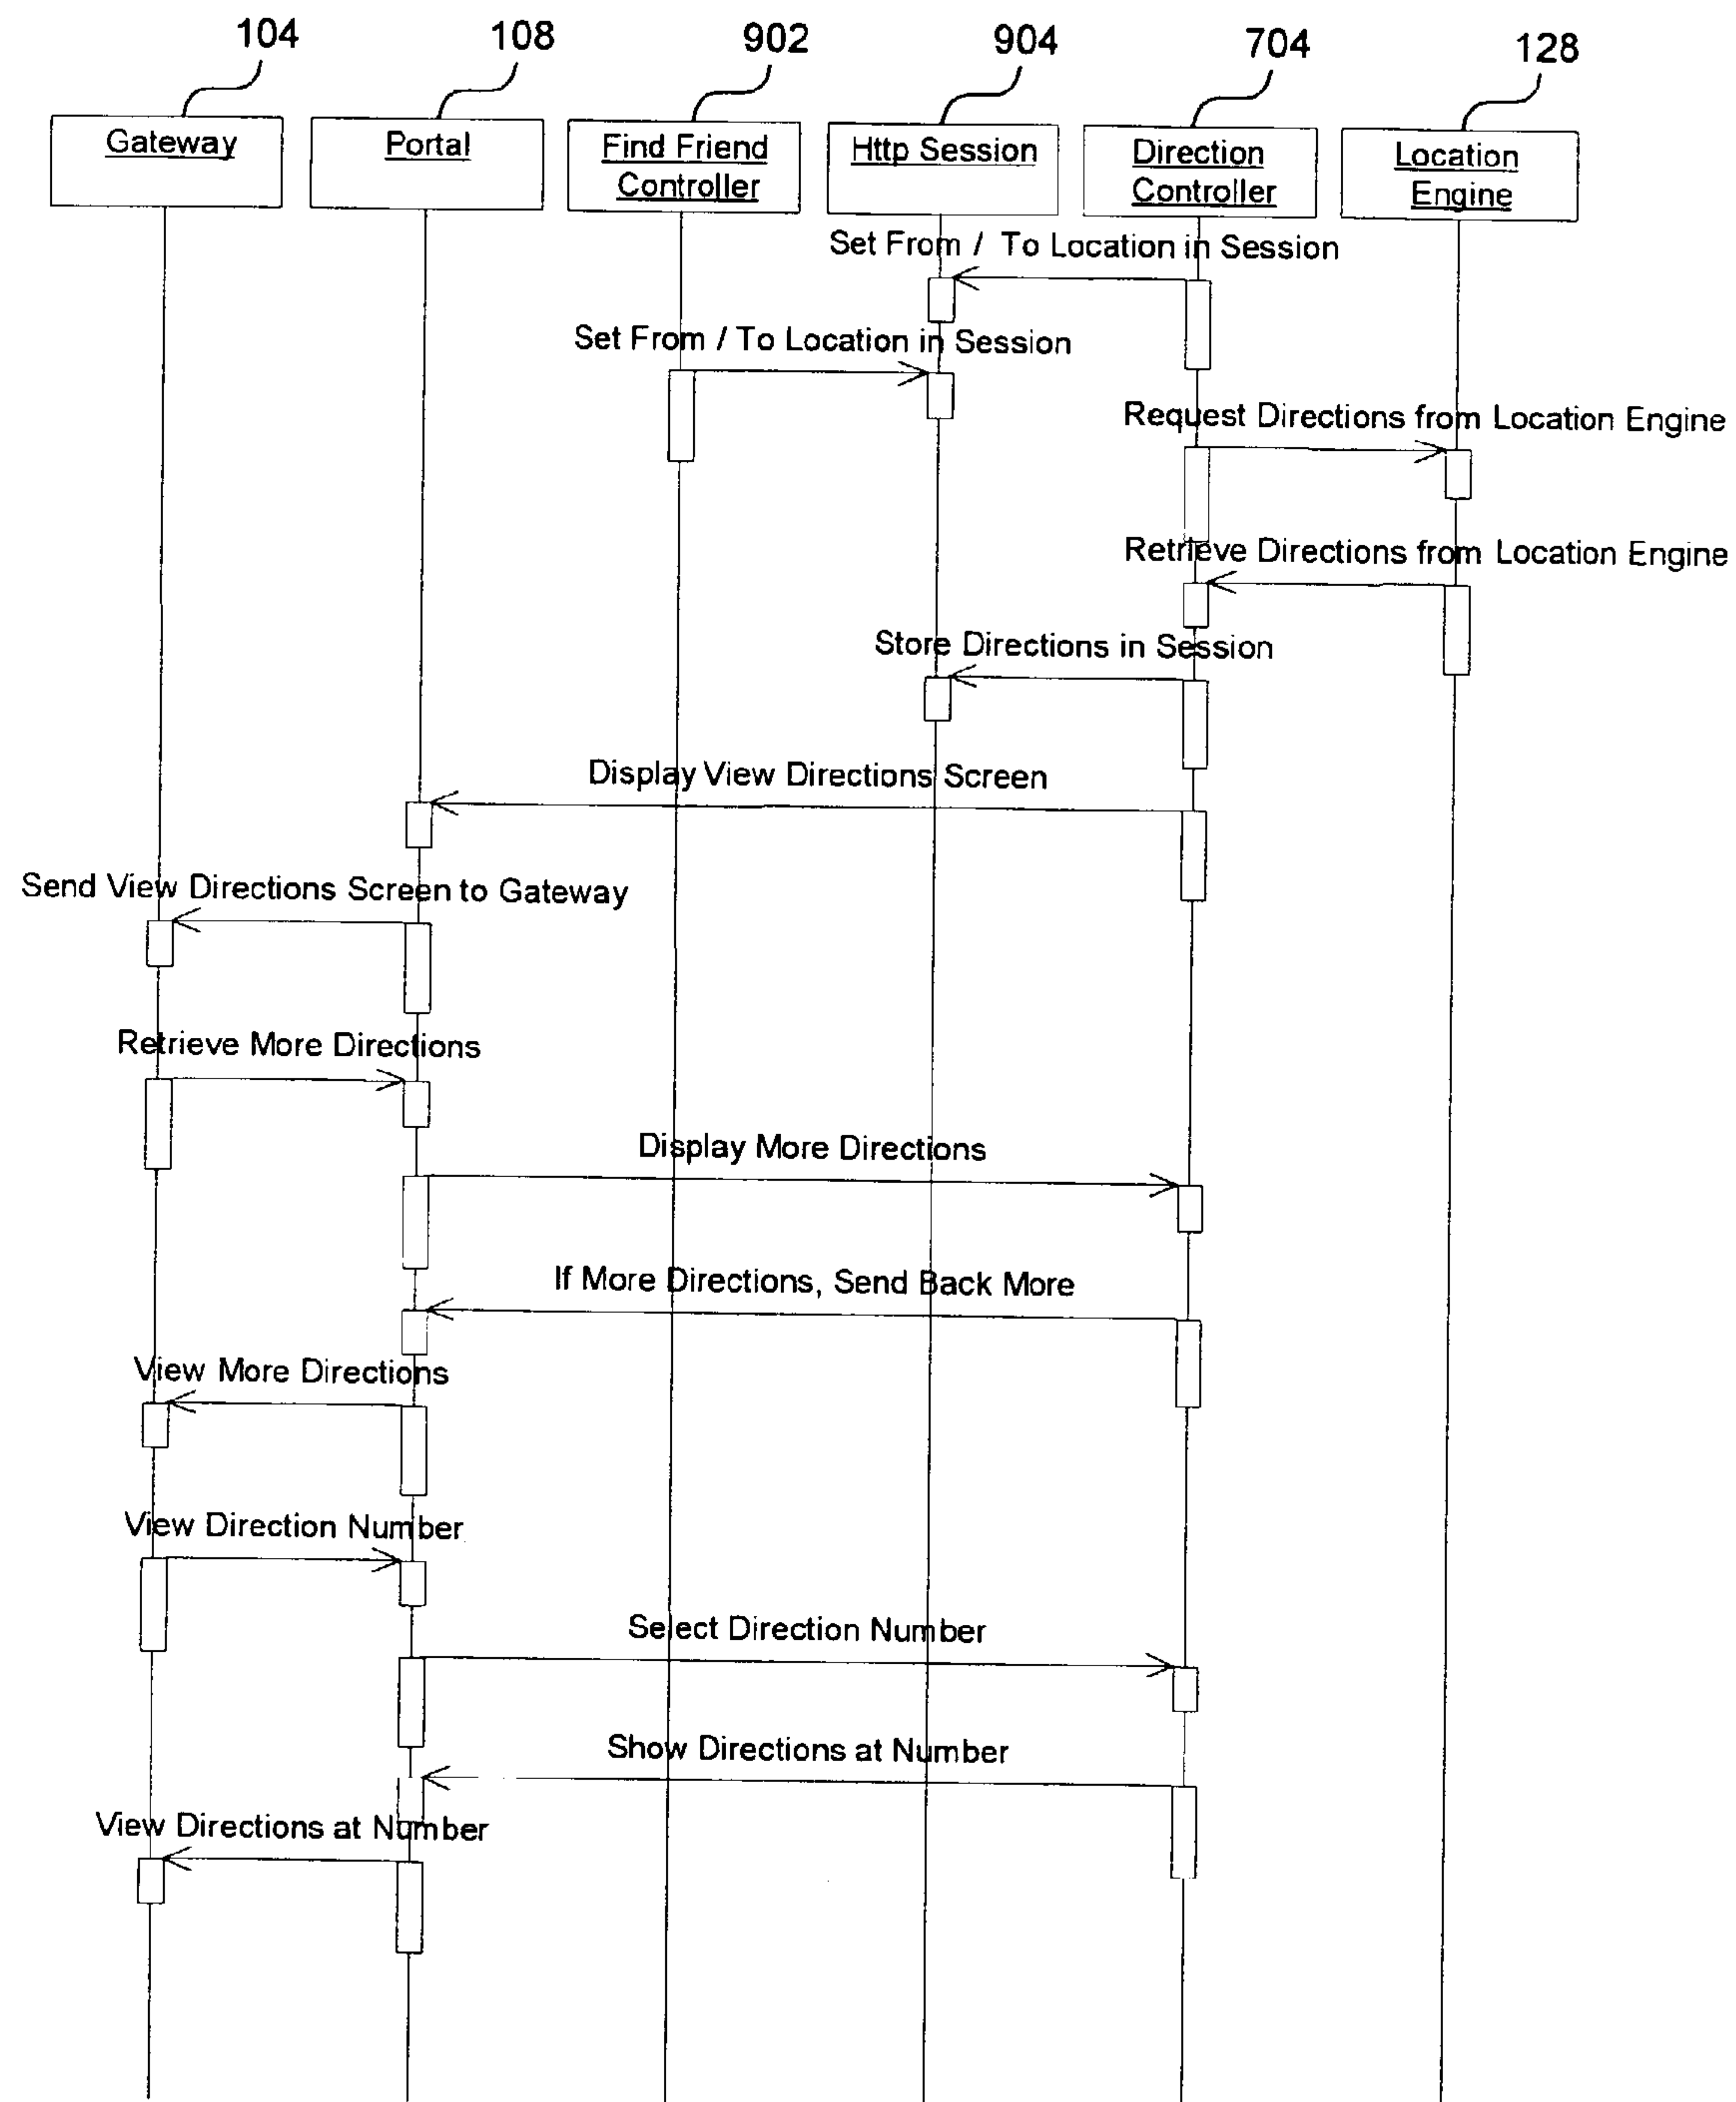 104
108
902
904
704
128
Gateway
Portal
Find Friend
Controller
Http Session
Direction
Controller
Location
Engine
Set From / To Location in Session
Set From / To Location in Session
Request Directions from Location Engine
Retrieve Directions from Location Engine
Store Directions in Session
Display View Directions Screen
Send View Directions Screen to Gateway
Retrieve More Directions
Display More Directions
If More Directions, Send Back More
View More Directions
View Direction Number
Select Direction Number
Show Directions at Number
View Directions at Number